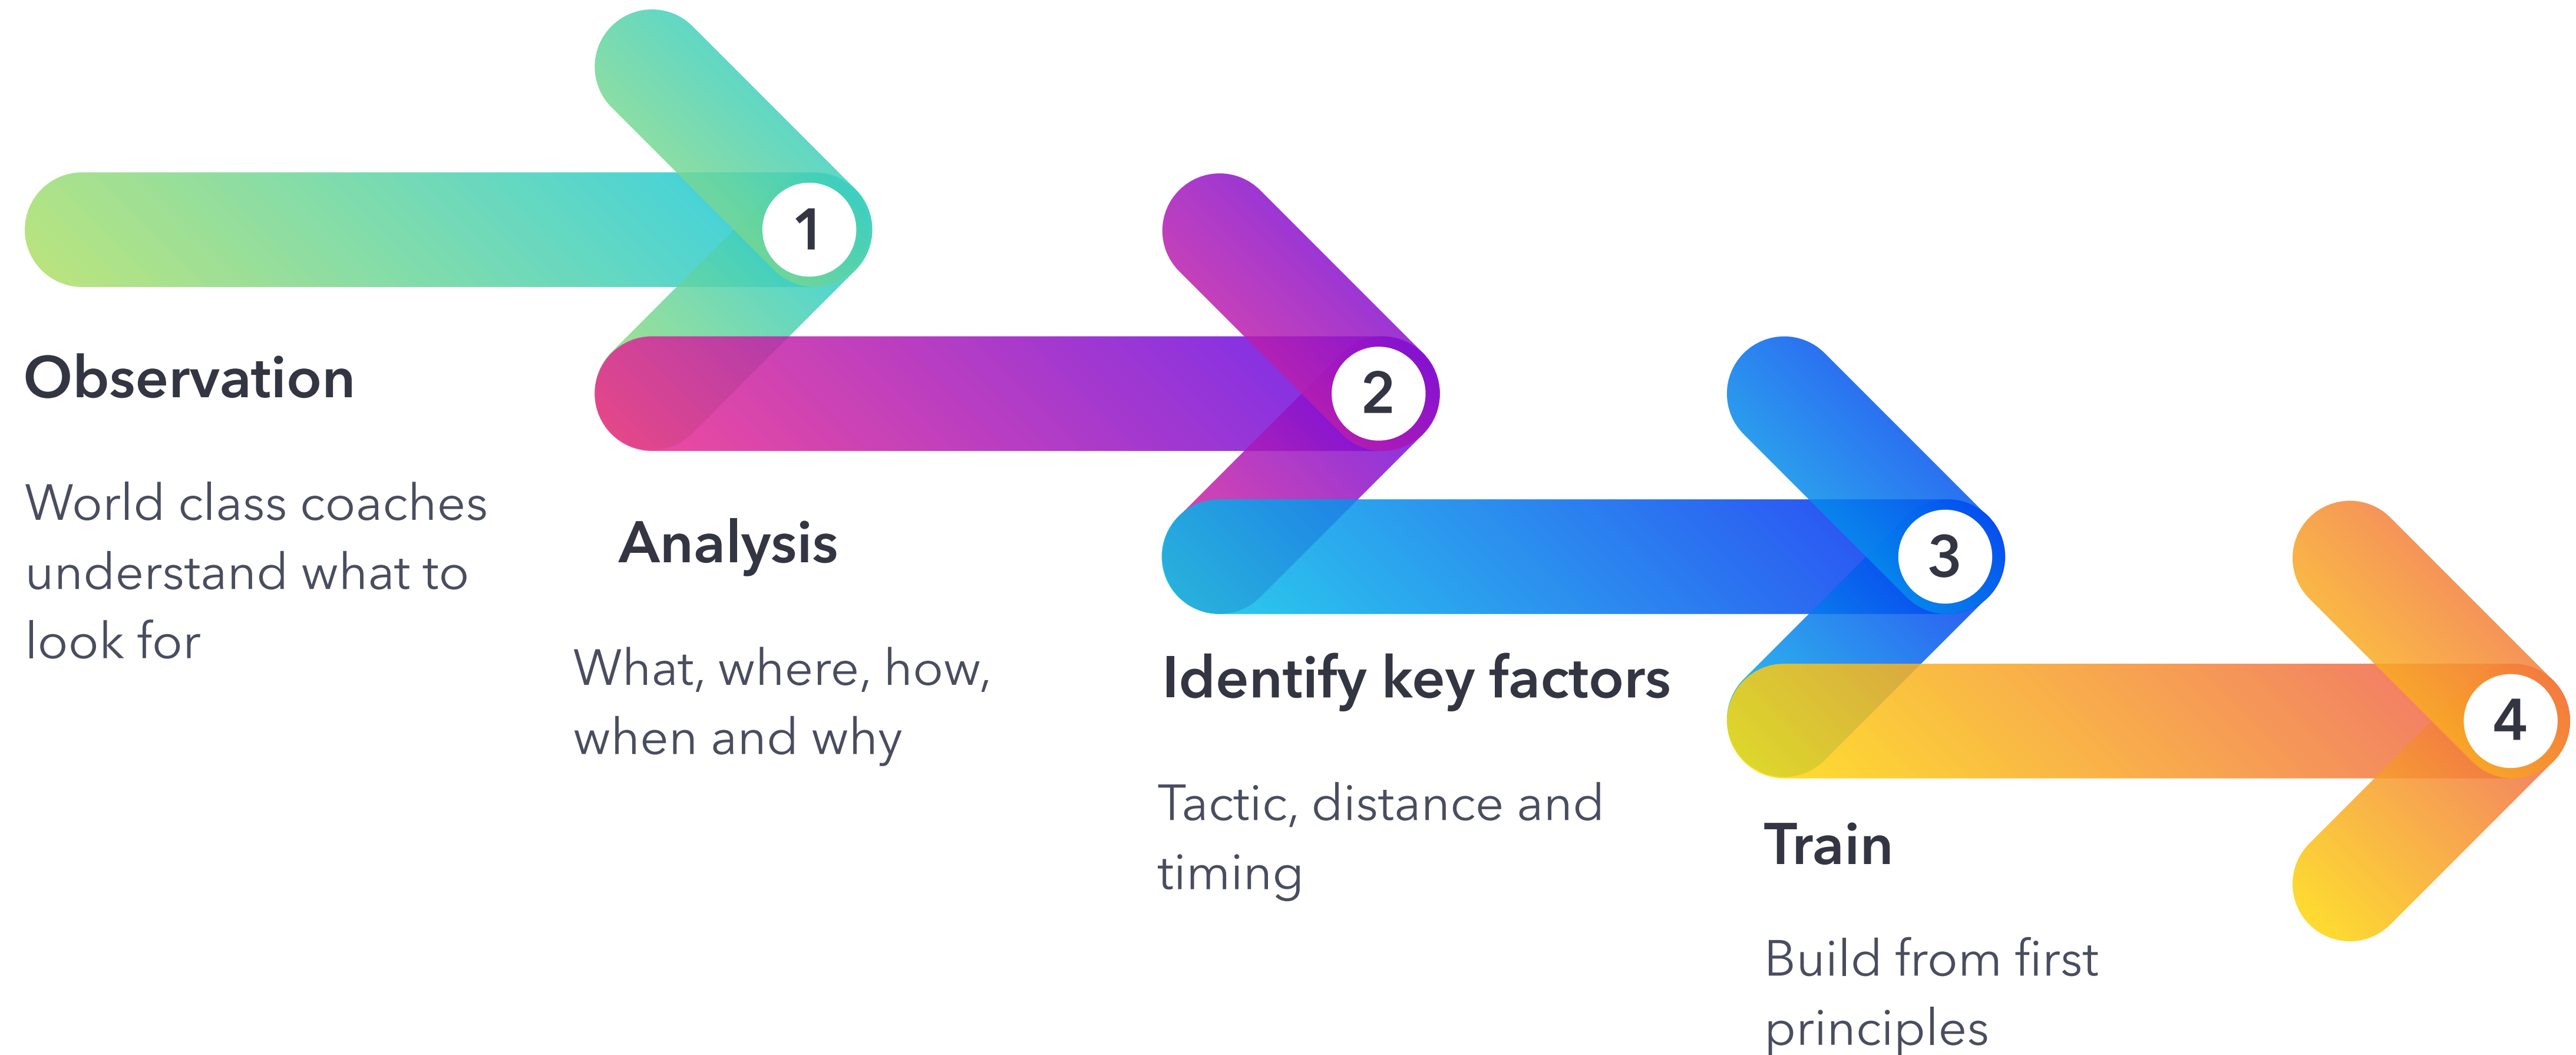 1
Observation
World class coaches
understand what to
look for
2
Analysis
What, where, how,
when and why
3
Identify key factors
Tactic, distance and
timing
4
Train
Build from first
principles